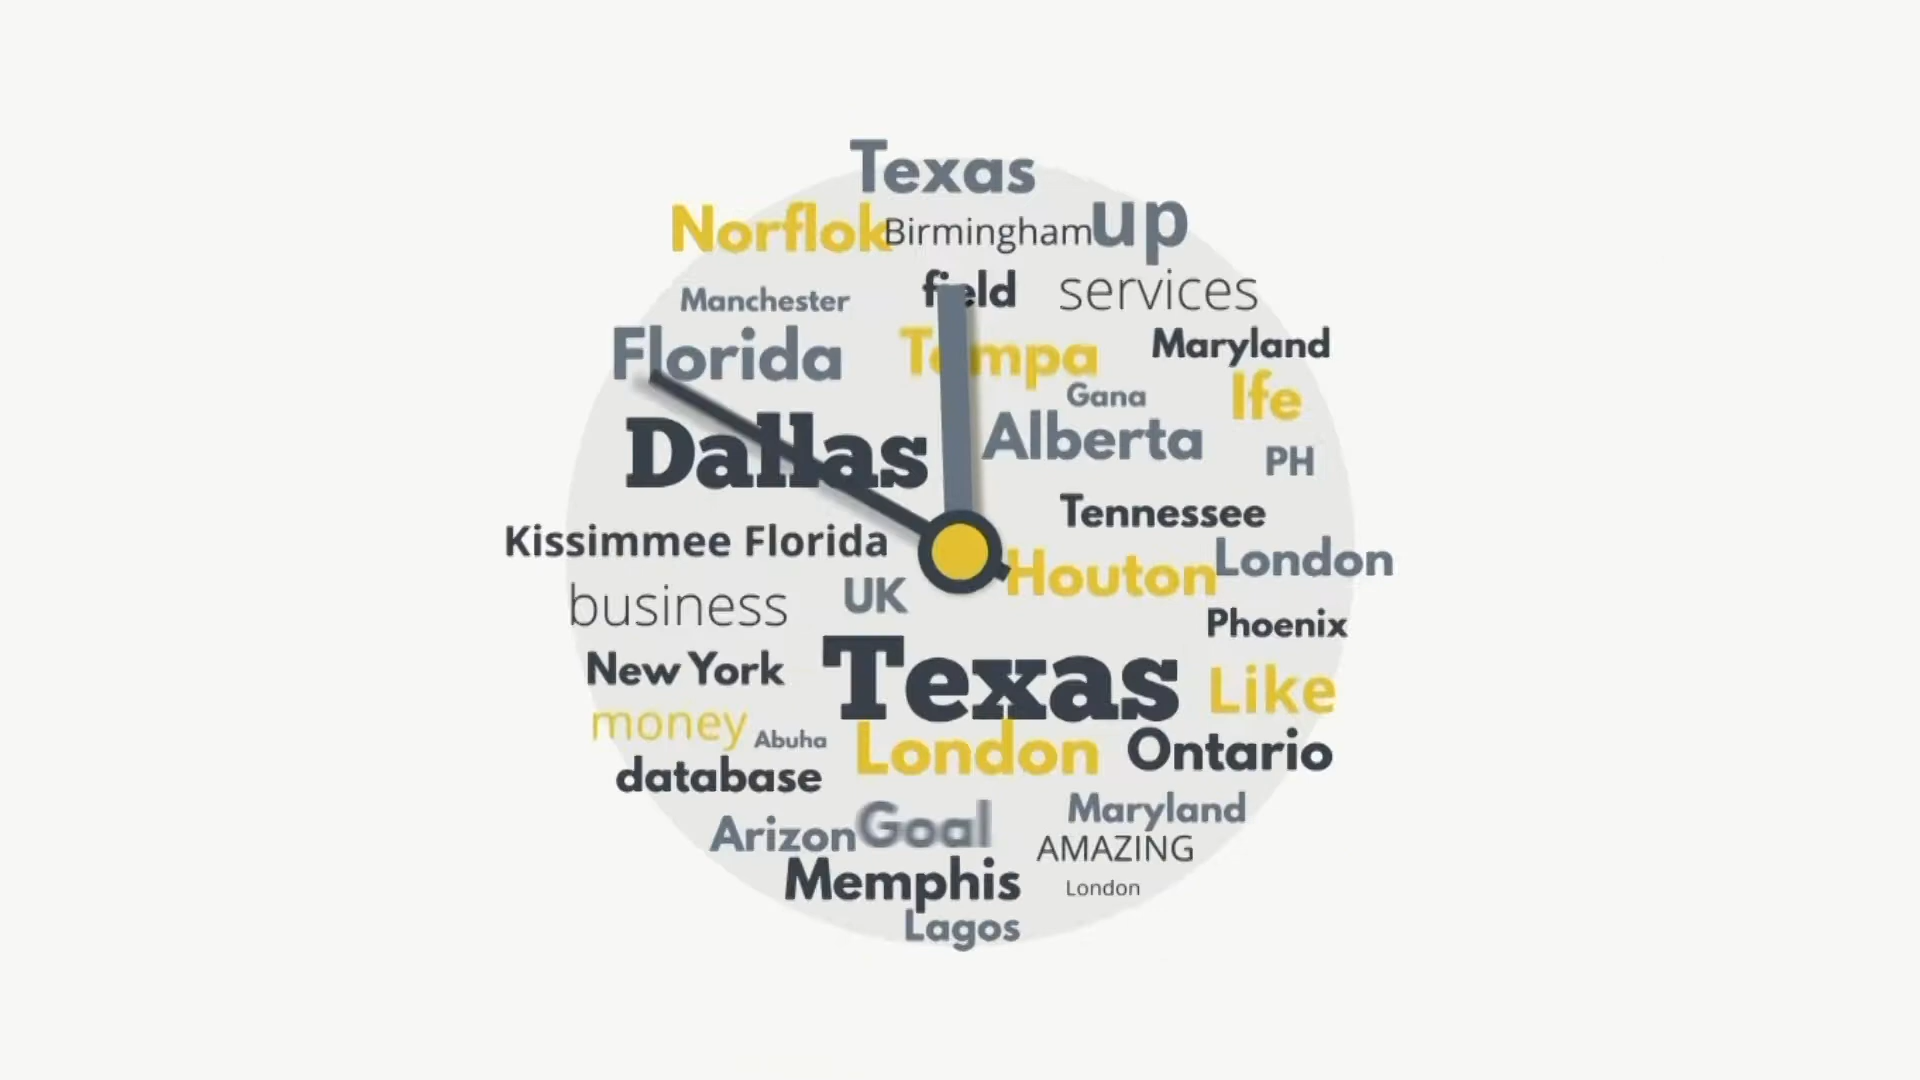 Texas
Norflok Birmingham up
field services
Manchester
Florida Tampa Maryland
Gana Ife
Dallas Alberta PH
Tennessee
Kissimmee Florida
Houton London
business UK
Phoenix
New York Texas Like
money Abuha London Ontario
database
Arizon Goal Maryland
AMAZING
Memphis London
Lagos